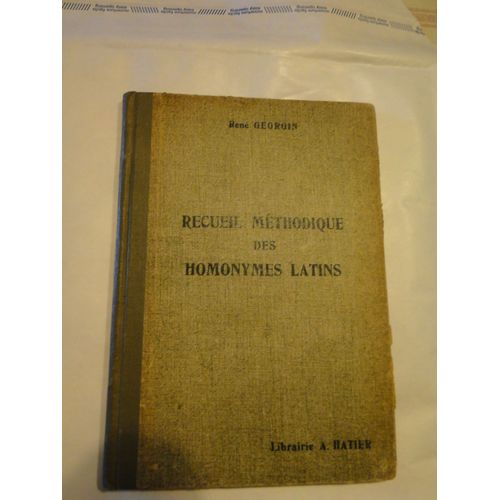 René GEORGIN
RECUEIL MÉTHODIQUE
DES
HOMONYMES LATINS
Librairie A. HATIER